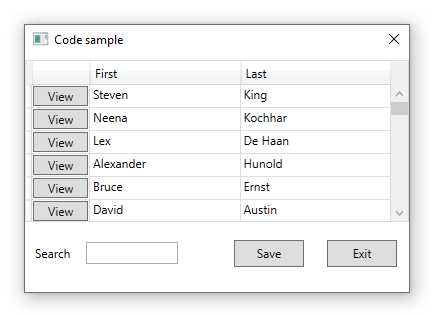 Code sample
First Last
View Steven King
View Neena Kochhar
View Lex De Haan
View Alexander Hunold
View Bruce Ernst
View David Austin
Search Save Exit